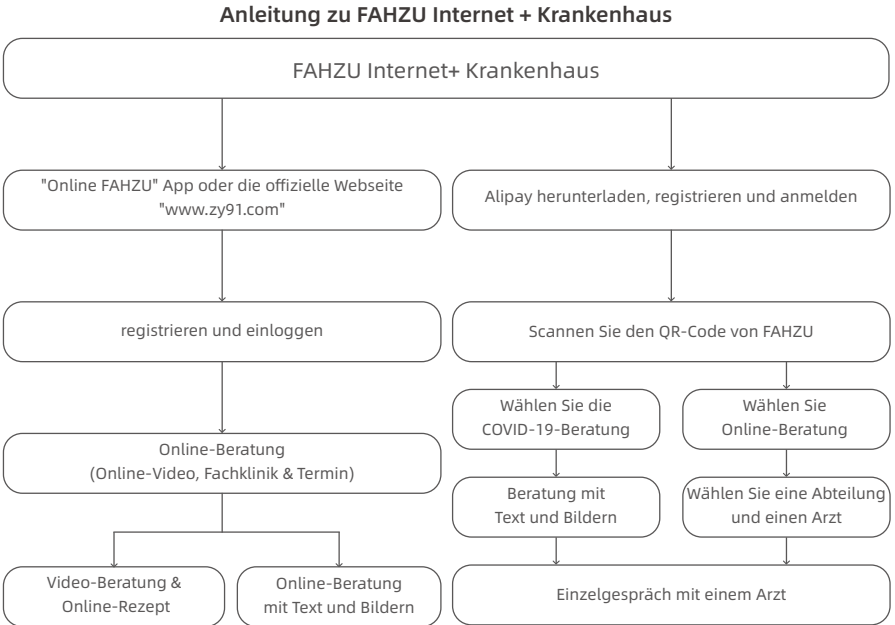 Anleitung zu FAHZU Internet + Krankenhaus
FAHZU Internet+ Krankenhaus
"Online FAHZU" App oder die offizielle Webseite
"www.zy91.com"
Alipay herunterladen, registrieren und anmelden
registrieren und einloggen
Scannen Sie den QR-Code von FAHZU
Wählen Sie die
COVID-19-Beratung
Wählen Sie
Online-Beratung
Online-Beratung
(Online-Video, Fachklinik & Termin)
Beratung mit
Text und Bildern
Wählen Sie eine Abteilung
und einen Arzt
Video-Beratung &
Online-Rezept
Online-Beratung
mit Text und Bildern
Einzelgespräch mit einem Arzt